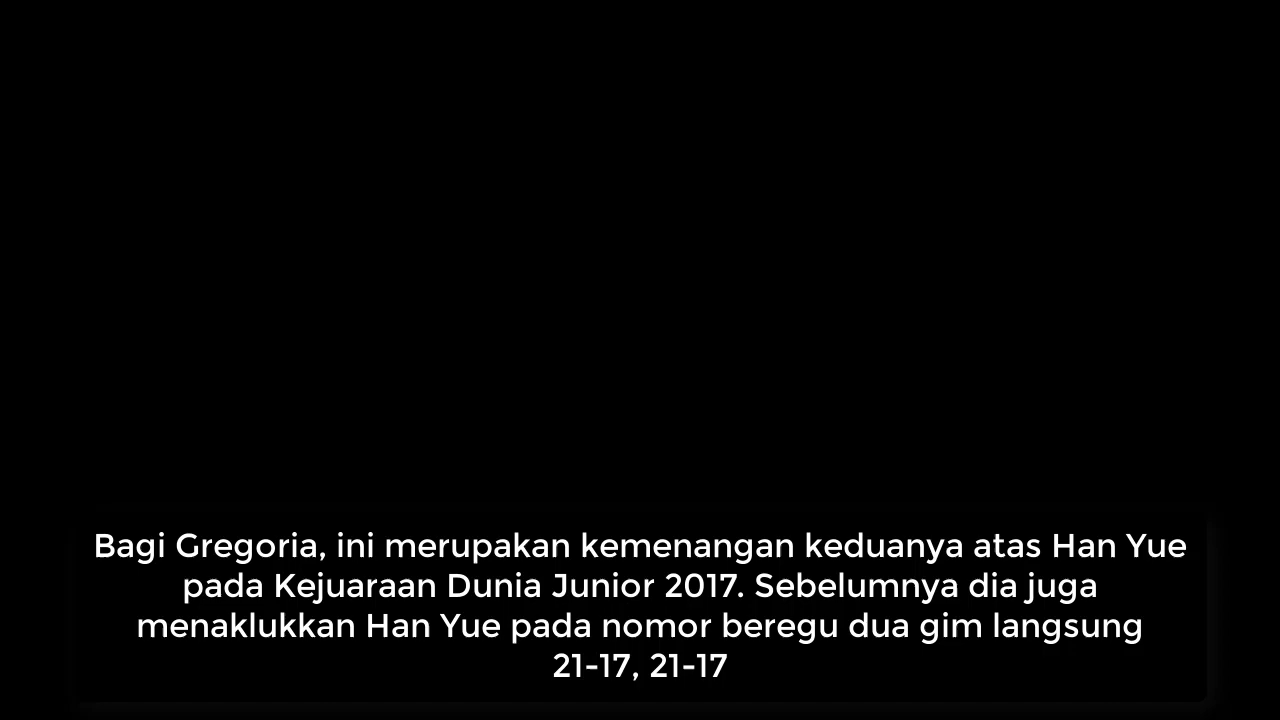 Bagi Gregoria, ini merupakan kemenangan keduanya atas Han Yue
pada Kejuaraan Dunia Junior 2017. Sebelumnya dia juga
menaklukkan Han Yue pada nomor beregu dua gim langsung
21-17, 21-17